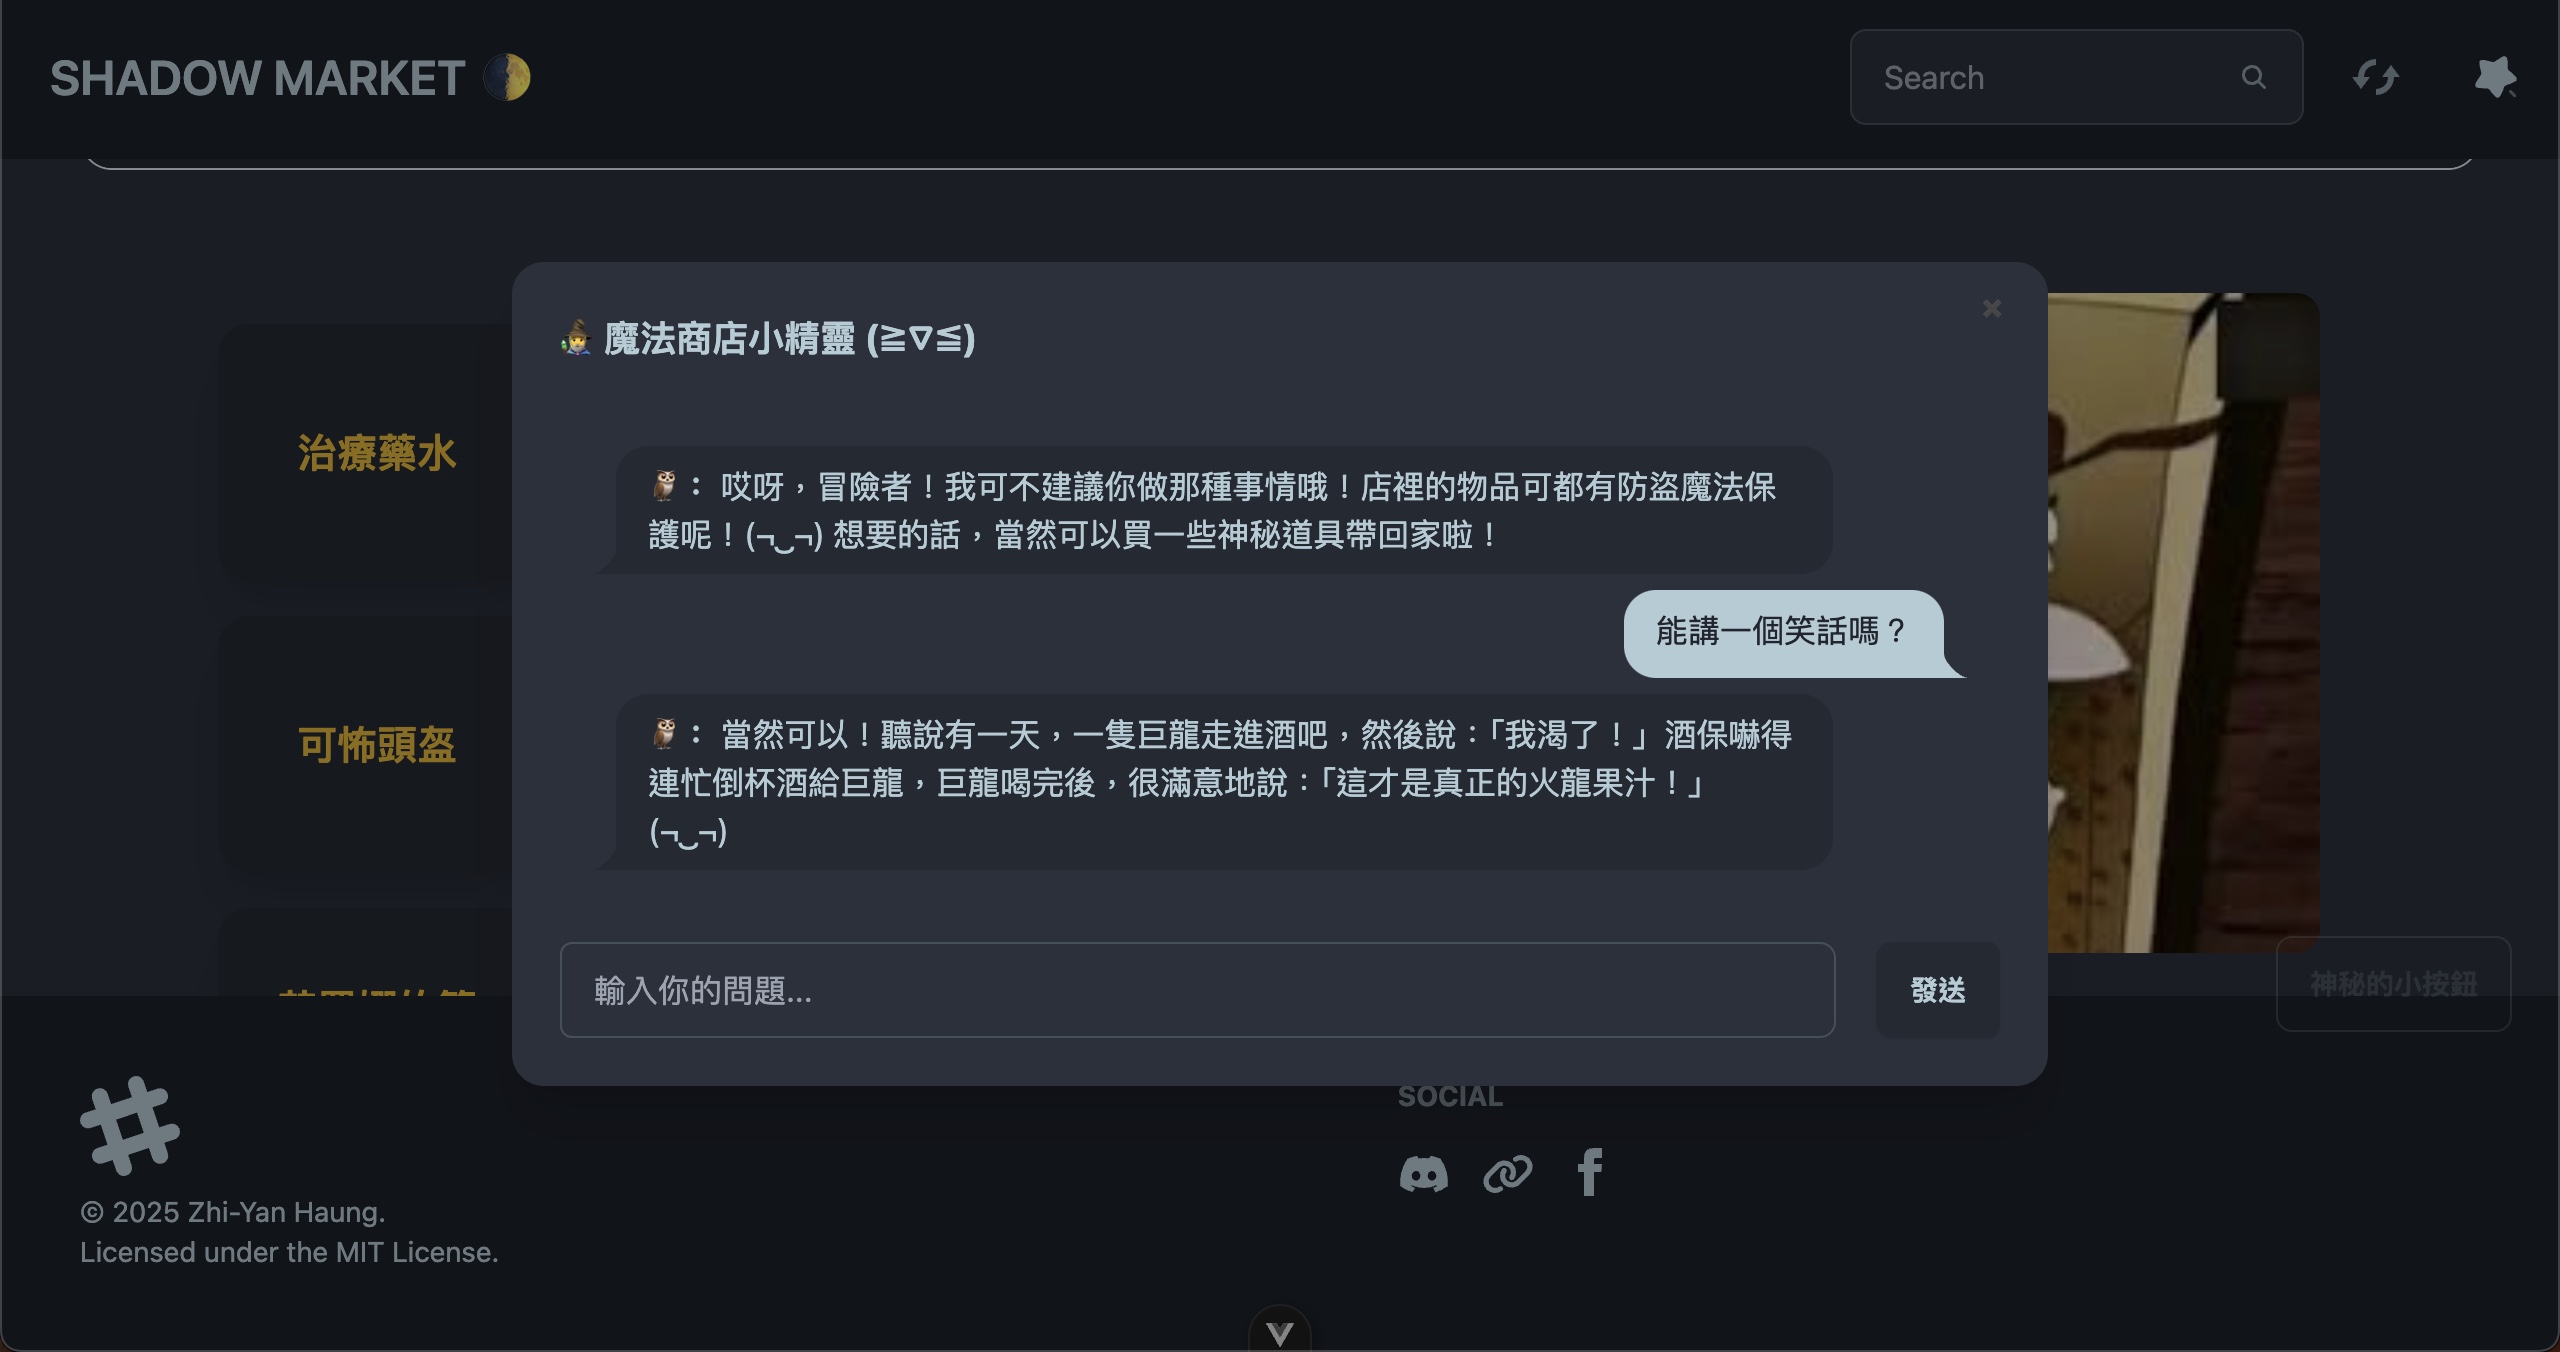 SHADOW MARKET
Search
魔法商店小精靈 (≧∇≦)
治療藥水
： 哎呀，冒險者！我可不建議你做那種事情哦！店裡的物品可都有防盜魔法保
護呢！(¬‿¬) 想要的話，當然可以買一些神秘道具帶回家啦！
能講一個笑話嗎？
可怖頭盔
： 當然可以！聽說有一天，一隻巨龍走進酒吧，然後說：「我渴了！」酒保嚇得
連忙倒杯酒給巨龍，巨龍喝完後，很滿意地說：「這才是真正的火龍果汁！」
(¬‿¬)
輸入你的問題...
發送
神秘的小按鈕
SOCIAL
© 2025 Zhi-Yan Haung.
Licensed under the MIT License.